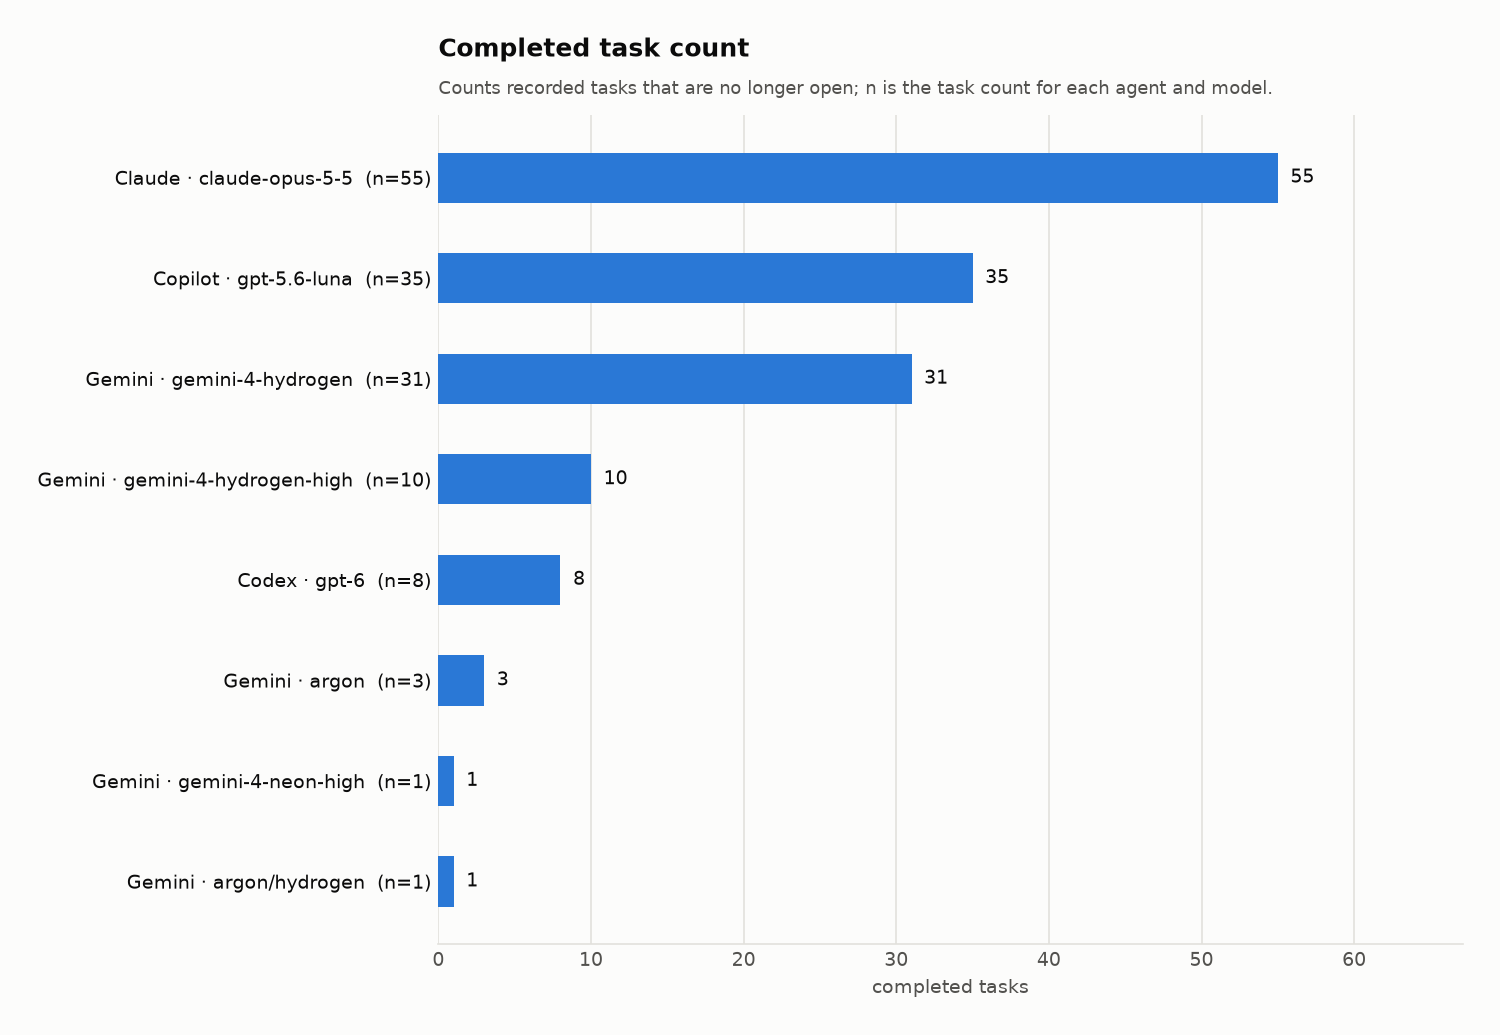 Completed task count
Counts recorded tasks that are no longer open; n is the task count for each agent and model.
Claude · claude-opus-5-5 (n=55) 55
Copilot · gpt-5.6-luna (n=35) 35
Gemini · gemini-4-hydrogen (n=31) 31
Gemini · gemini-4-hydrogen-high (n=10) 10
Codex · gpt-6 (n=8) 8
Gemini · argon (n=3) 3
Gemini · gemini-4-neon-high (n=1) 1
Gemini · argon/hydrogen (n=1) 1
0 10 20 30 40 50 60
completed tasks